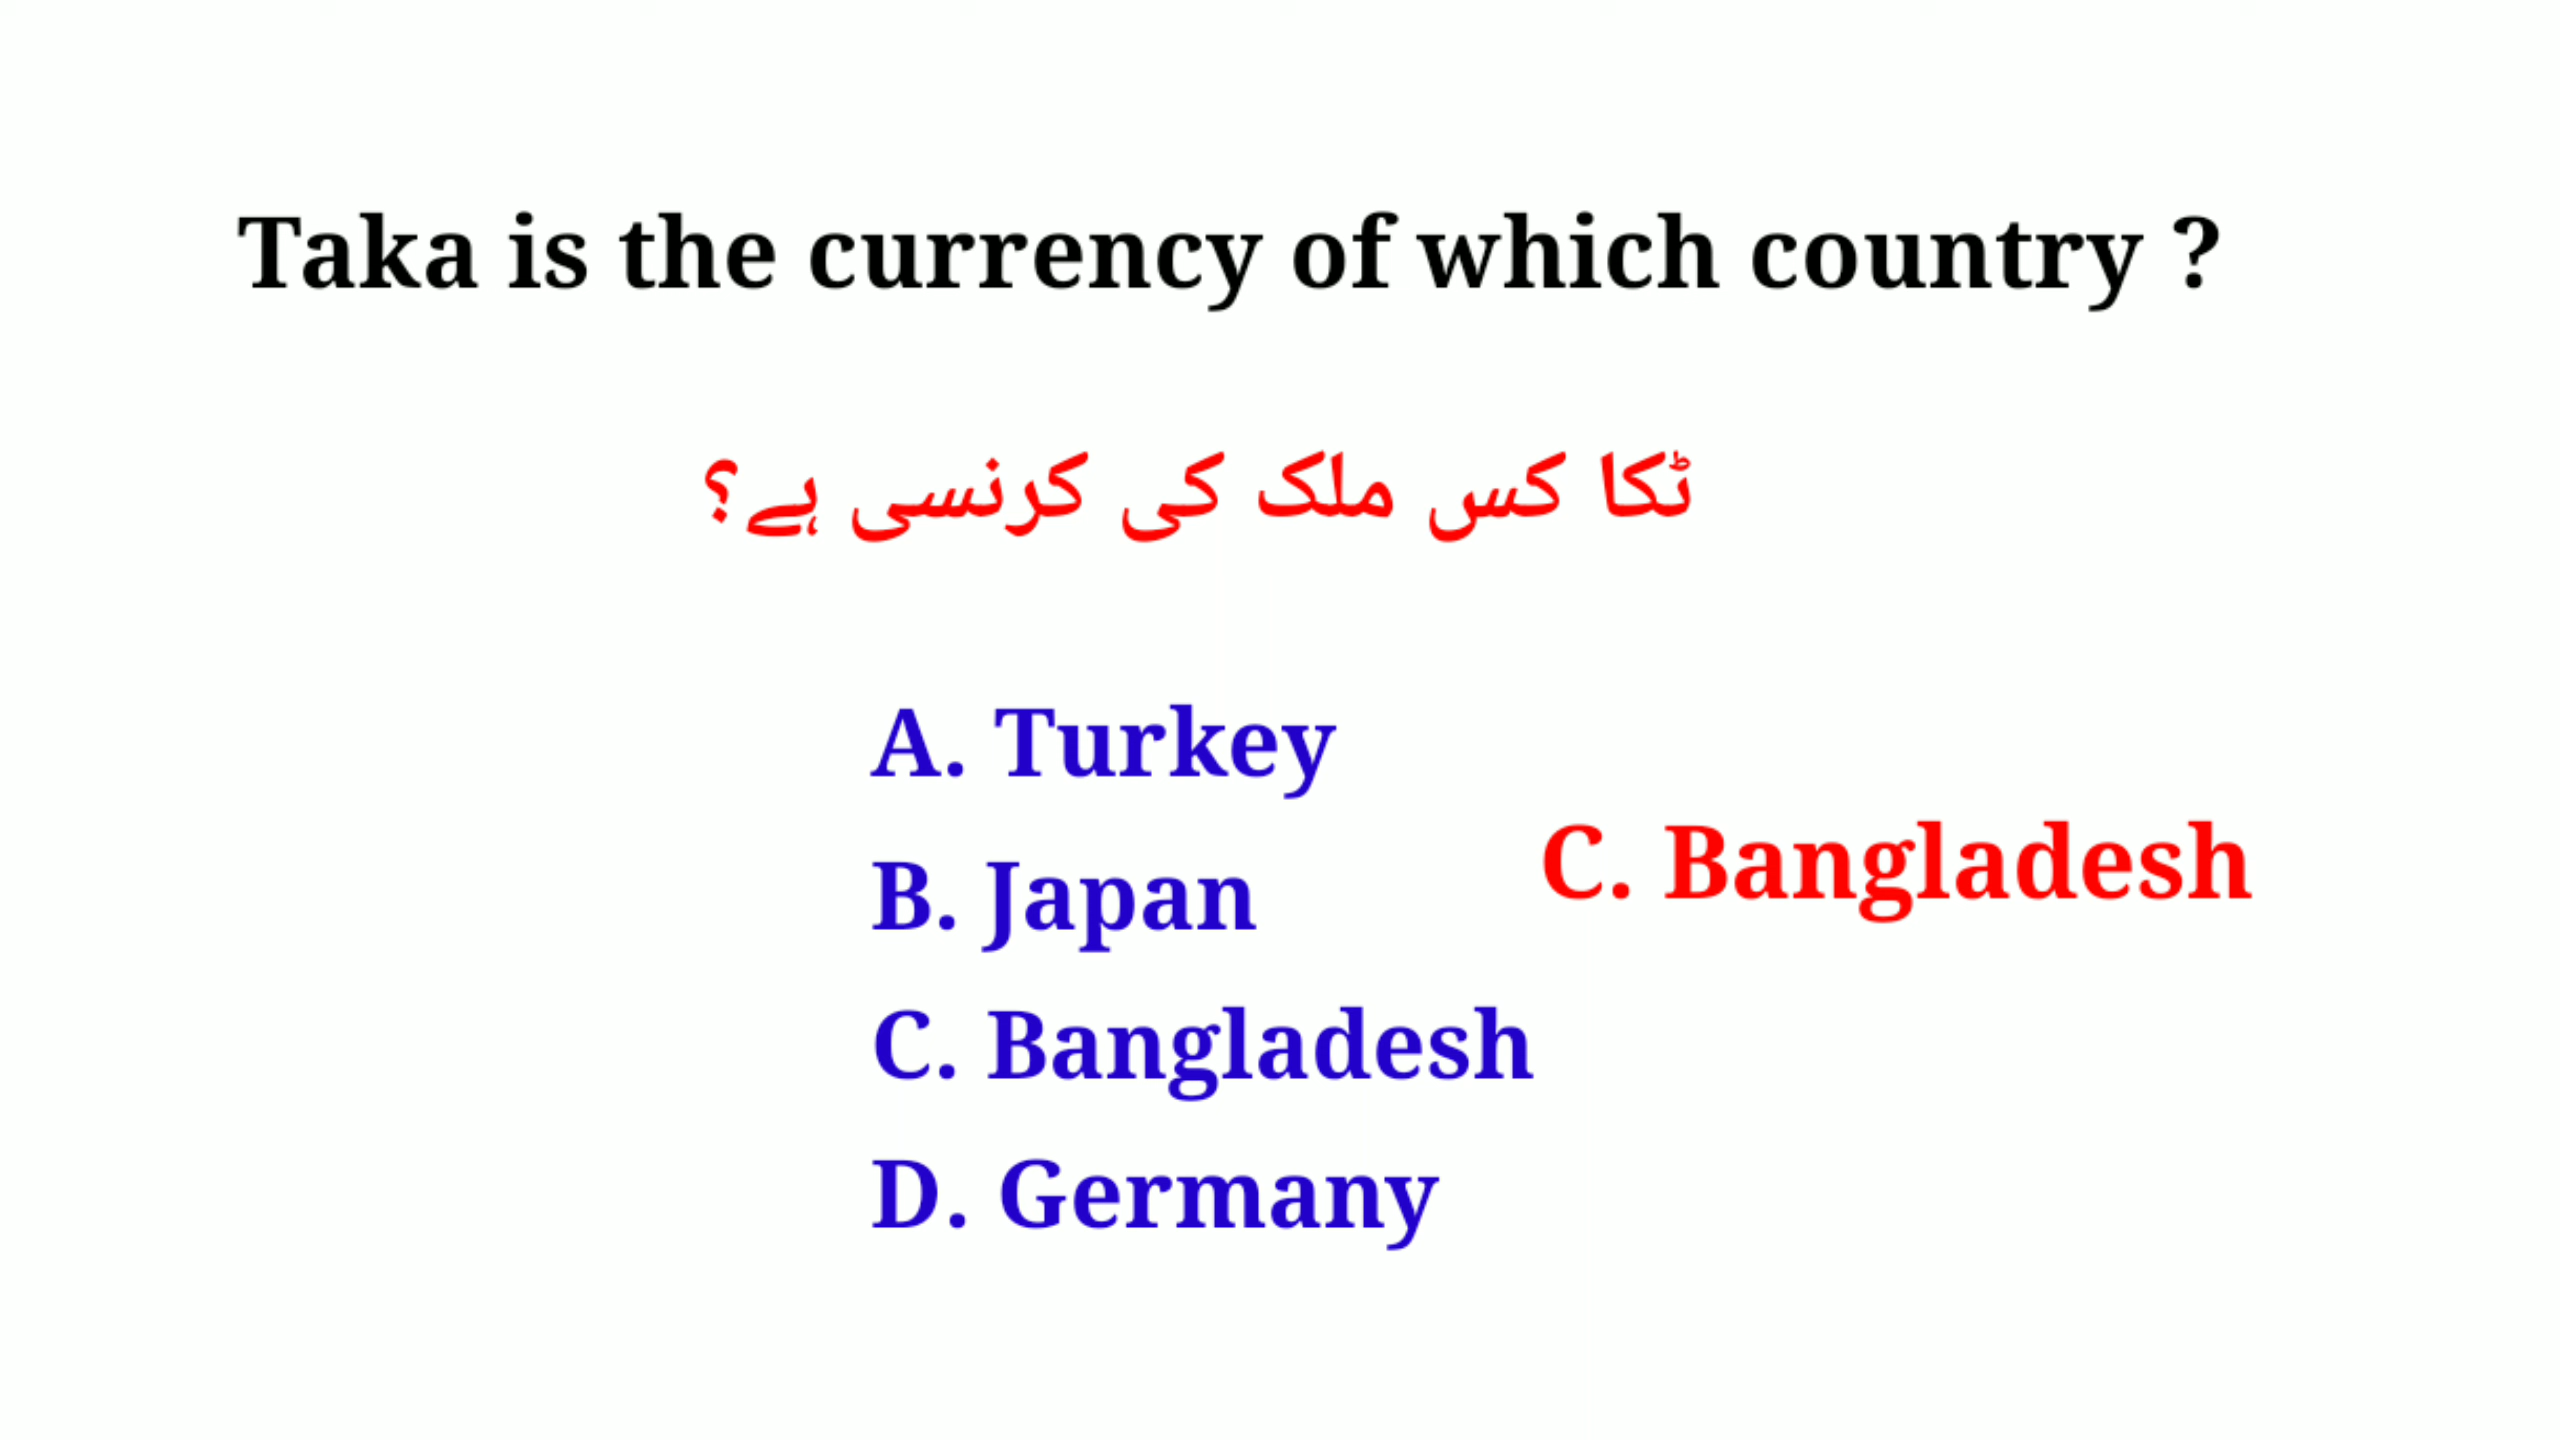 Taka is the currency of which country ?
ٹکا کس ملک کی کرنسی ہے؟
A. Turkey
B. Japan
C. Bangladesh
C. Bangladesh
D. Germany